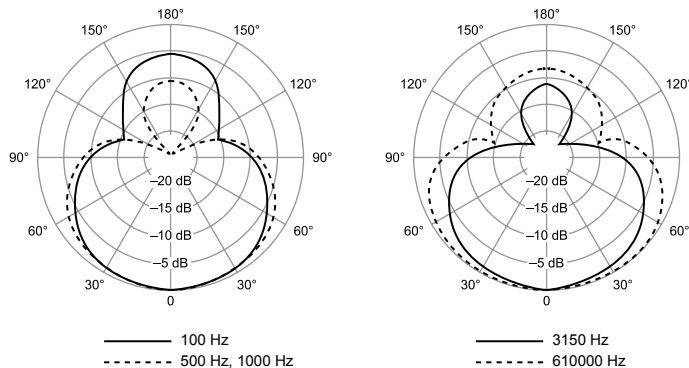 180° 180°
150° 150° 150° 150°
120° 120° 120° 120°
90° 90° 90° 90°
–20 dB –20 dB
–15 dB –15 dB
60° 60° 60° 60°
–10 dB –10 dB
–5 dB –5 dB
30° 30° 30° 30°
0 0
100 Hz 3150 Hz
500 Hz, 1000 Hz 610000 Hz